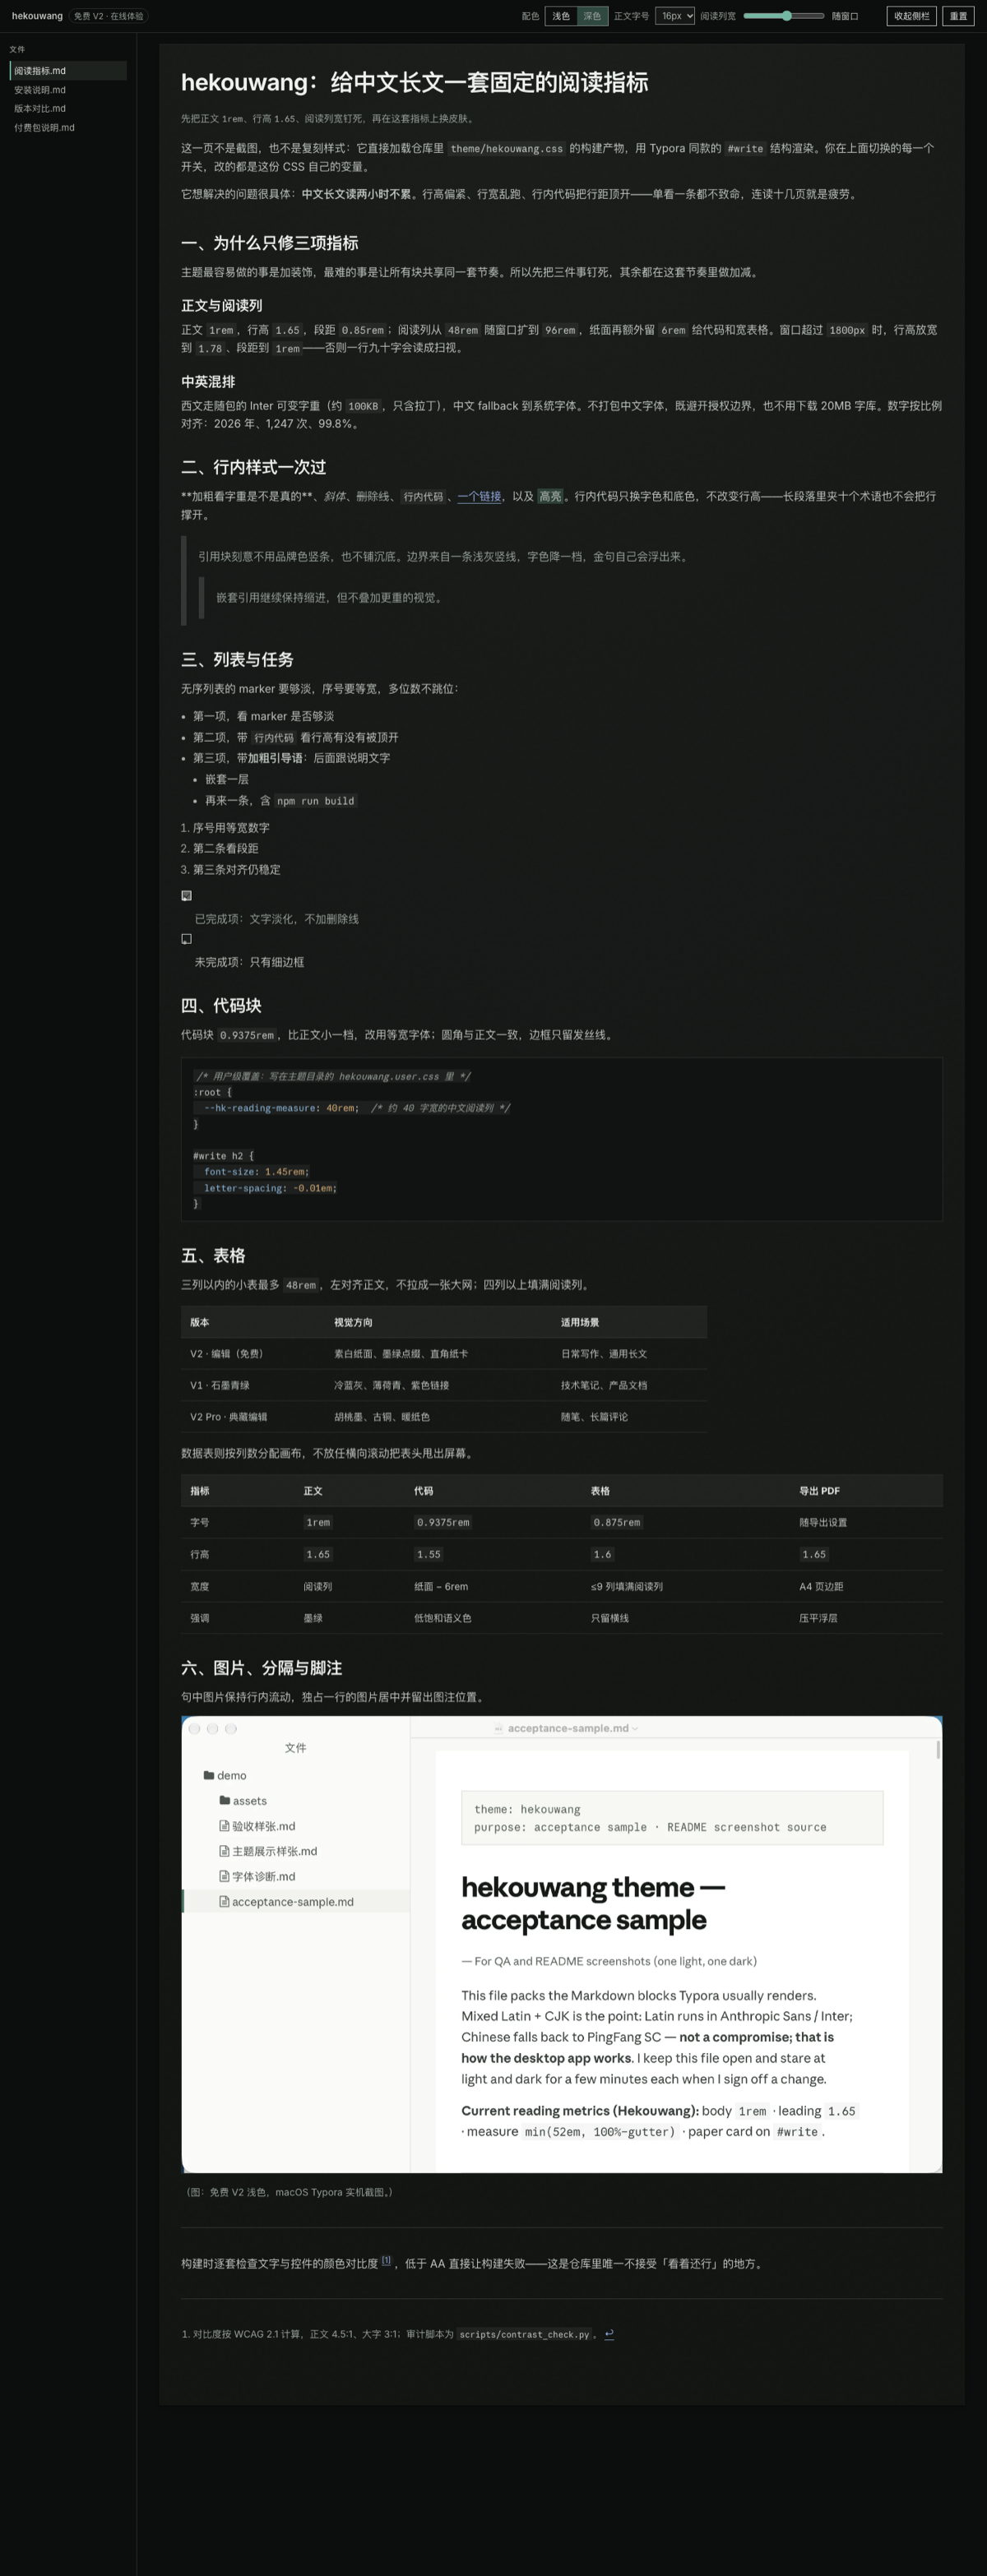 hekouwang 免费 V2 · 在线体验 配色 浅色 深色 正文字号 16px 阅读列宽 随窗口 收起侧栏 重置
文件
阅读指标.md
安装说明.md
版本对比.md
付费包说明.md
hekouwang：给中文长文一套固定的阅读指标
先把正文 1rem、行高 1.65、阅读列宽钉死，再在这套指标上换皮肤。
这一页不是截图，也不是复刻样式：它直接加载仓库里 theme/hekouwang.css 的构建产物，用 Typora 同款的 #write 结构渲染。你在上面切换的每一个
开关，改的都是这份 CSS 自己的变量。
它想解决的问题很具体：中文长文读两小时不累。行高偏紧、行宽乱跑、行内代码把行距顶开——单看一条都不致命，连读十几页就是疲劳。
一、为什么只修三项指标
主题最容易做的事是加装饰，最难的事是让所有块共享同一套节奏。所以先把三件事钉死，其余都在这套节奏里做加减。
正文与阅读列
正文 1rem，行高 1.65，段距 0.85rem；阅读列从 48rem 随窗口扩到 96rem，纸面再额外留 6rem 给代码和宽表格。窗口超过 1800px 时，行高放宽
到 1.78、段距到 1rem——否则一行九十字会读成扫视。
中英混排
西文走随包的 Inter 可变字重（约 100KB，只含拉丁），中文 fallback 到系统字体。不打包中文字体，既避开授权边界，也不用下载 20MB 字库。数字按比例
对齐：2026 年、1,247 次、99.8%。
二、行内样式一次过
**加粗看字重是不是真的**、斜体、删除线、行内代码、一个链接，以及 高亮。行内代码只换字色和底色，不改变行高——长段落里夹十个术语也不会把行
撑开。
引用块刻意不用品牌色竖条，也不铺沉底。边界来自一条浅灰竖线，字色降一档，金句自己会浮出来。
嵌套引用继续保持缩进，但不叠加更重的视觉。
三、列表与任务
无序列表的 marker 要够淡，序号要等宽，多位数不跳位：
• 第一项，看 marker 是否够淡
• 第二项，带 行内代码 看行高有没有被顶开
• 第三项，带加粗引导语：后面跟说明文字
• 嵌套一层
• 再来一条，含 npm run build
1. 序号用等宽数字
2. 第二条看段距
3. 第三条对齐仍稳定
已完成项：文字淡化，不加删除线
未完成项：只有细边框
四、代码块
代码块 0.9375rem，比正文小一档，改用等宽字体；圆角与正文一致，边框只留发丝线。
/* 用户级覆盖：写在主题目录的 hekouwang.user.css 里 */
:root {
--hk-reading-measure: 40rem; /* 约 40 字宽的中文阅读列 */
}
#write h2 {
font-size: 1.45rem;
letter-spacing: -0.01em;
}
五、表格
三列以内的小表最多 48rem，左对齐正文，不拉成一张大网；四列以上填满阅读列。
版本 视觉方向 适用场景
V2 · 编辑（免费） 素白纸面、墨绿点缀、直角纸卡 日常写作、通用长文
V1 · 石墨青绿 冷蓝灰、薄荷青、紫色链接 技术笔记、产品文档
V2 Pro · 典藏编辑 胡桃墨、古铜、暖纸色 随笔、长篇评论
数据表则按列数分配画布，不放任横向滚动把表头甩出屏幕。
指标 正文 代码 表格 导出 PDF
字号 1rem 0.9375rem 0.875rem 随导出设置
行高 1.65 1.55 1.6 1.65
宽度 阅读列 纸面 − 6rem ≤9 列填满阅读列 A4 页边距
强调 墨绿 低饱和语义色 只留横线 压平浮层
六、图片、分隔与脚注
句中图片保持行内流动，独占一行的图片居中并留出图注位置。
acceptance-sample.md
文件
demo
assets
验收样张.md
主题展示样张.md
字体诊断.md
acceptance-sample.md
theme: hekouwang
purpose: acceptance sample · README screenshot source
hekouwang theme —
acceptance sample
— For QA and README screenshots (one light, one dark)
This file packs the Markdown blocks Typora usually renders.
Mixed Latin + CJK is the point: Latin runs in Anthropic Sans / Inter;
Chinese falls back to PingFang SC — not a compromise; that is
how the desktop app works. I keep this file open and stare at
light and dark for a few minutes each when I sign off a change.
Current reading metrics (Hekouwang): body 1rem · leading 1.65
· measure min(52em, 100%−gutter) · paper card on #write .
（图：免费 V2 浅色，macOS Typora 实机截图。）
构建时逐套检查文字与控件的颜色对比度 [1]，低于 AA 直接让构建失败——这是仓库里唯一不接受「看着还行」的地方。
1. 对比度按 WCAG 2.1 计算，正文 4.5:1、大字 3:1；审计脚本为 scripts/contrast_check.py。 ↩